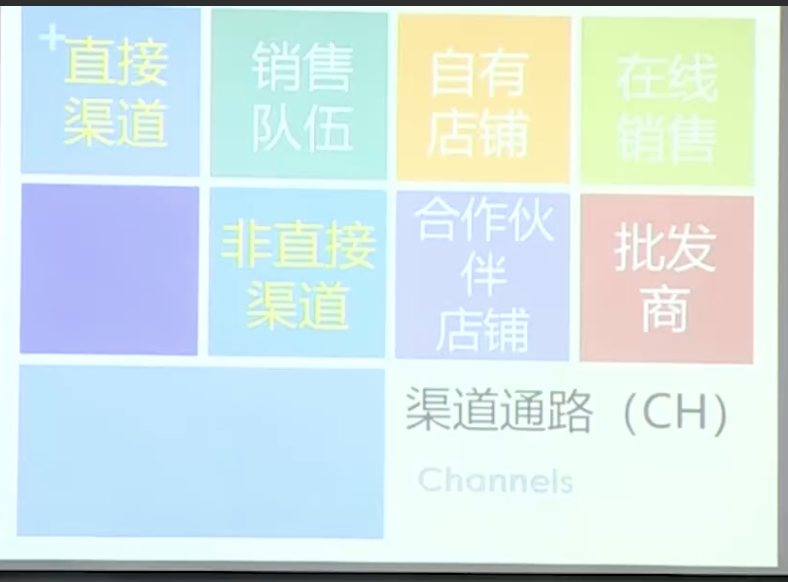 直接
渠道
销售
队伍
自有
店铺
在线
销售
非直接
渠道
合作伙
伴
店铺
批发
商
渠道通路（CH）
Channels